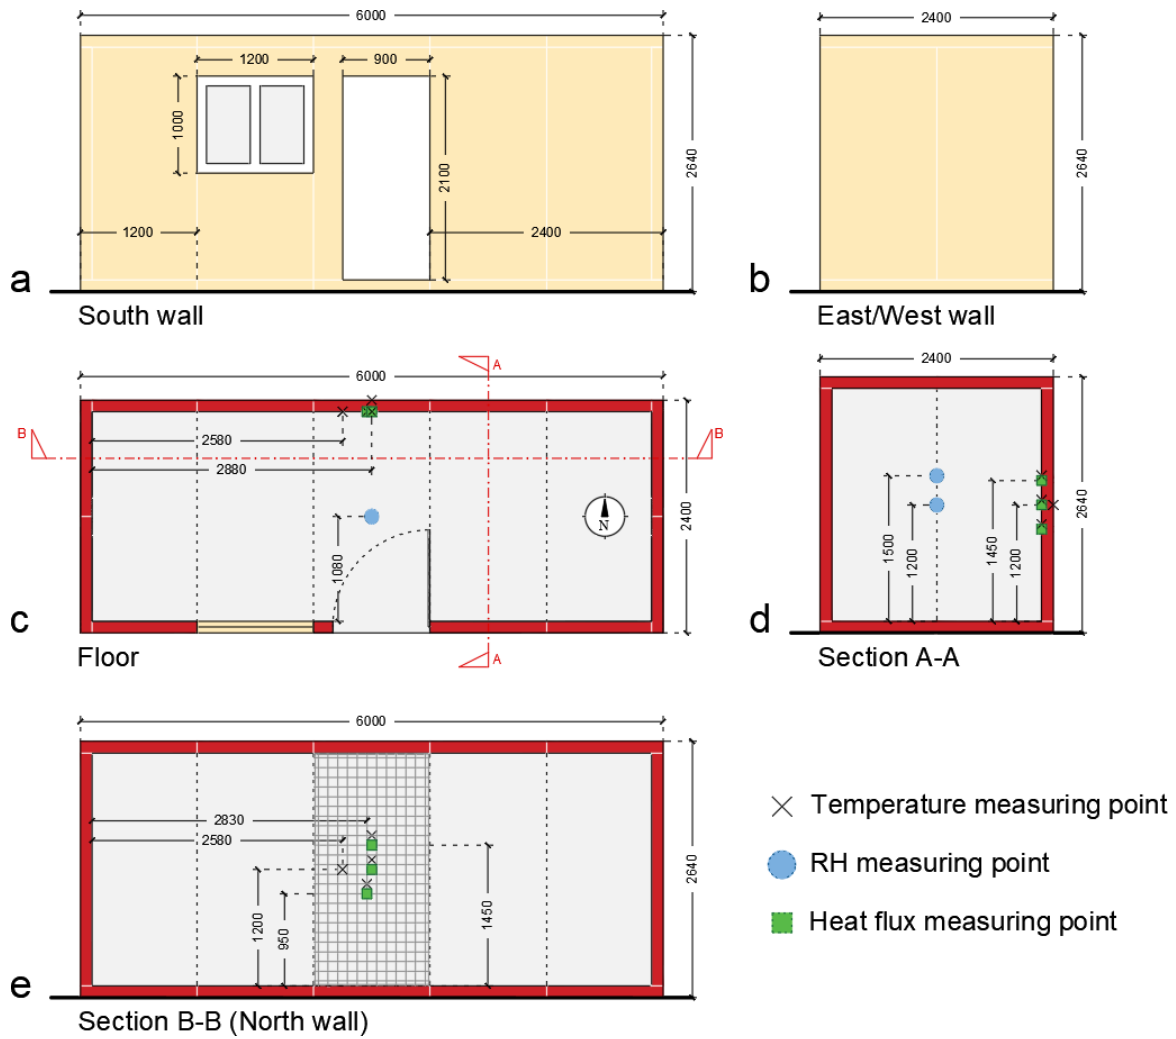 6000
2400
1200
900
1000
2100
2640
2640
1200
2400
a
b
South wall
East/West wall
6000
A
2400
B
B
2580
2880
1080
N
2400
1500
1200
1450
1200
2640
c
d
A
Floor
Section A-A
6000
2830
2580
1200
950
1450
2640
Temperature measuring point
RH measuring point
Heat flux measuring point
e
Section B-B (North wall)